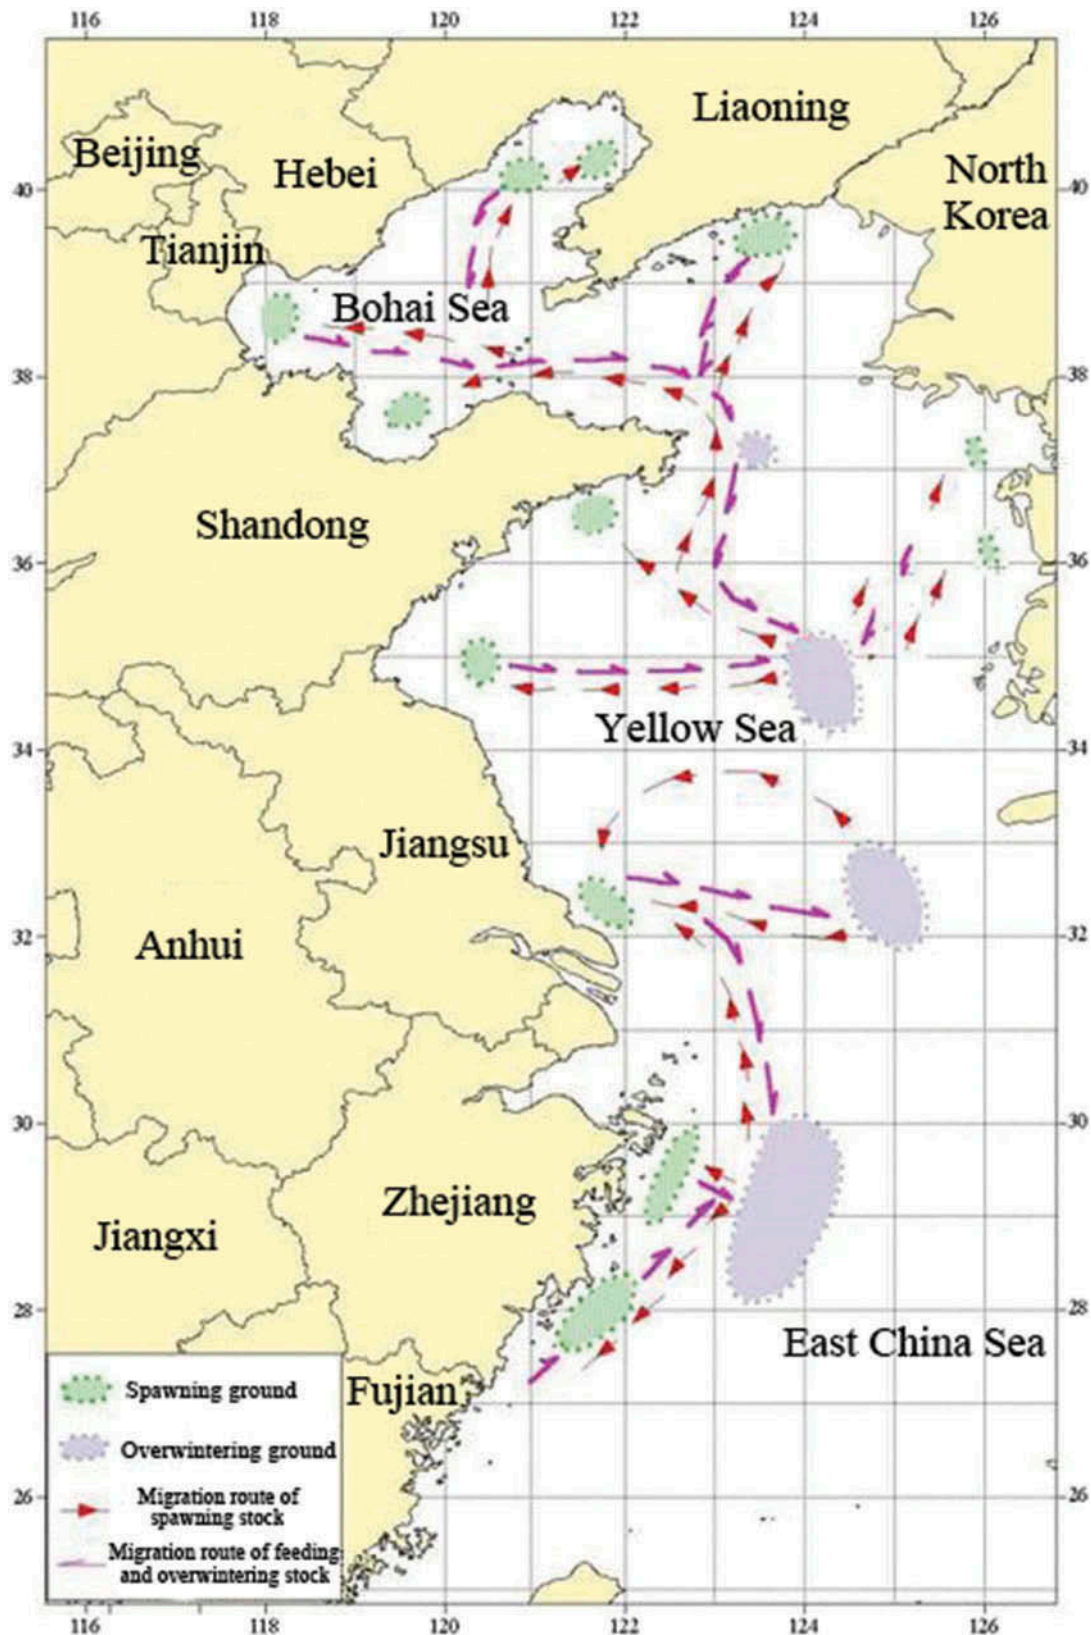 116 118 120 122 124 126
Liaoning
Beijing
Hebei
North
Korea
40 40
Tianjin
Bohai Sea
38 38
Shandong
36 36
Yellow Sea
34 34
Jiangsu
32 32
Anhui
30 30
Zhejiang
Jiangxi
28 28
East China Sea
Fujian
Spawning ground
Overwintering ground
Migration route of
spawning stock
Migration route of feeding
and overwintering stock
26 26
116 118 120 122 124 126